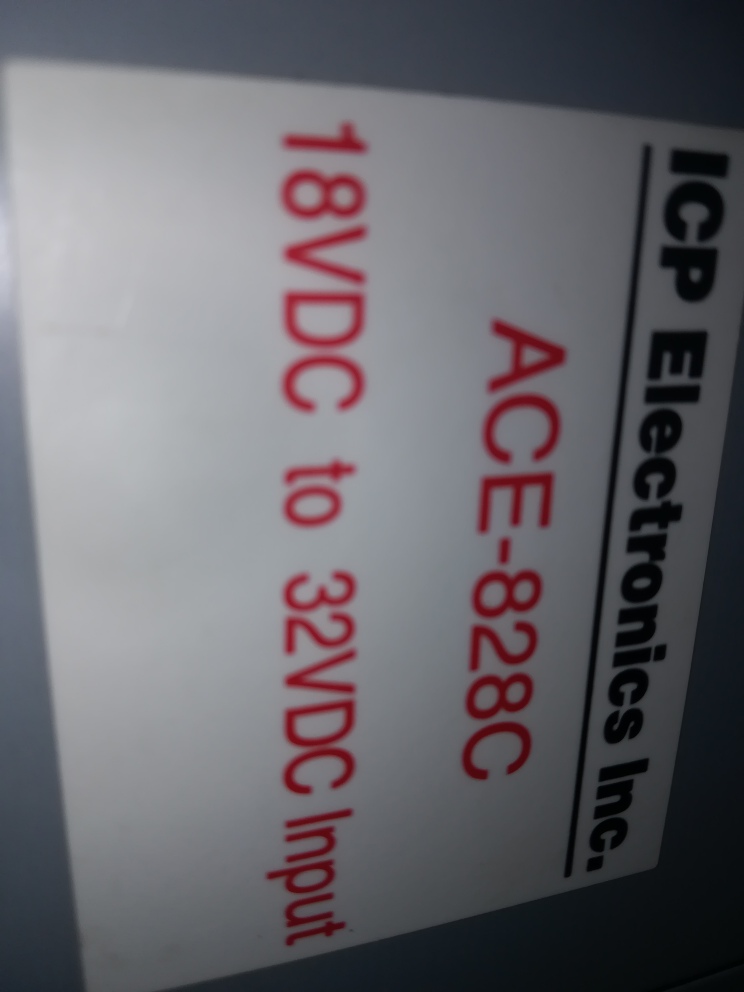 ICP Electronics Inc.
ACE-828C
18VDC to 32VDC Input